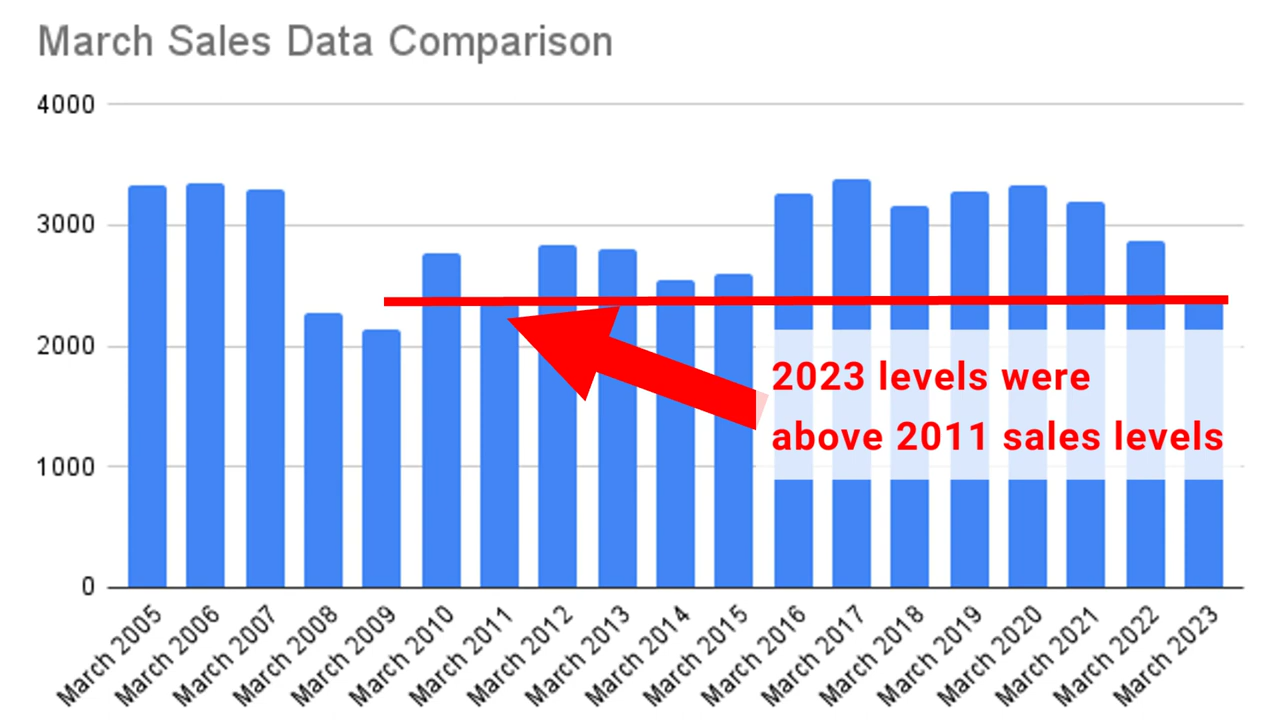 March Sales Data Comparison
4000
3000
2000
1000
0
2023 levels were
above 2011 sales levels
March 2005
March 2006
March 2007
March 2008
March 2009
March 2010
March 2011
March 2012
March 2013
March 2014
March 2015
March 2016
March 2017
March 2018
March 2019
March 2020
March 2021
March 2022
March 2023